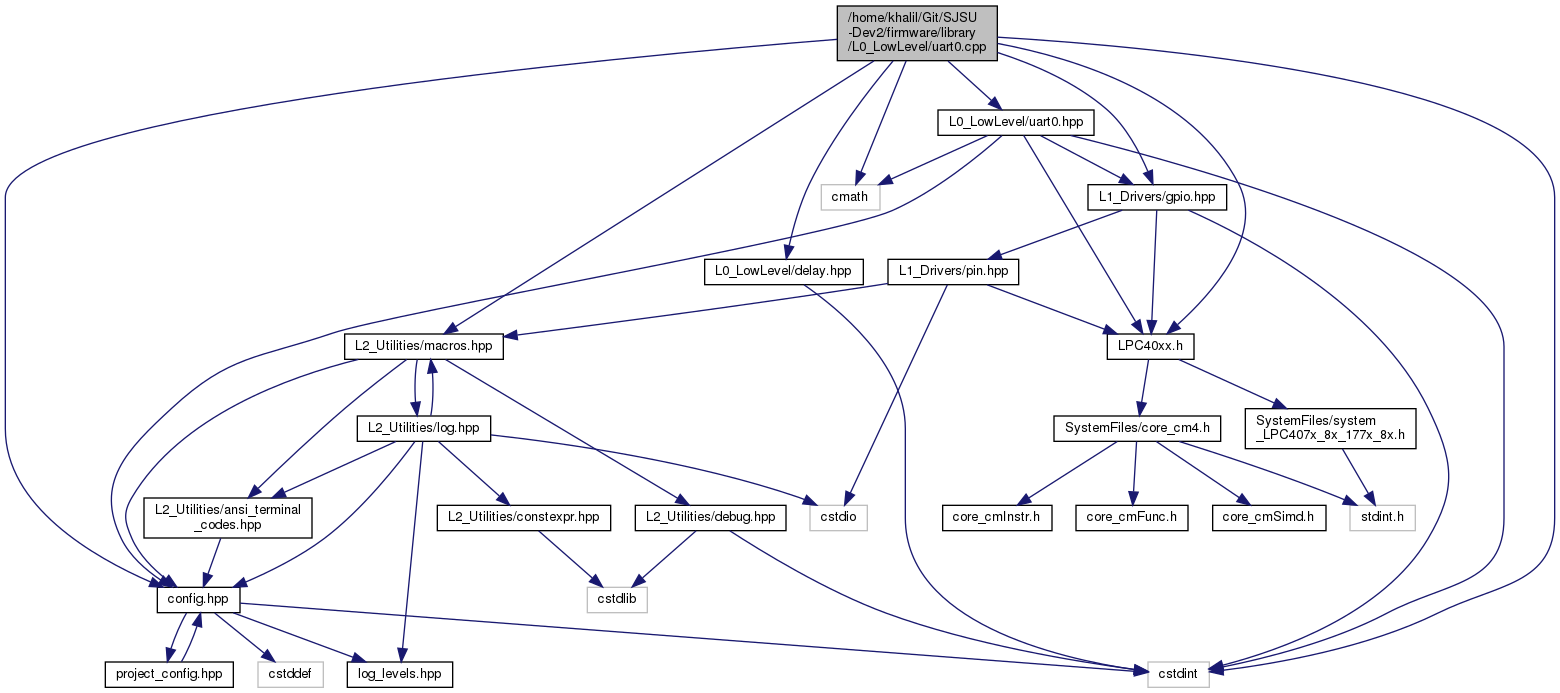 /home/khalil/Git/SJSU
-Dev2/firmware/library
/L0_LowLevel/uart0.cpp
L0_LowLevel/uart0.hpp
cmath
L1_Drivers/gpio.hpp
L0_LowLevel/delay.hpp
L1_Drivers/pin.hpp
L2_Utilities/macros.hpp
LPC40xx.h
L2_Utilities/log.hpp
SystemFiles/core_cm4.h
SystemFiles/system
_LPC407x_8x_177x_8x.h
L2_Utilities/ansi_terminal
_codes.hpp
L2_Utilities/constexpr.hpp
L2_Utilities/debug.hpp
cstdio
core_cmInstr.h
core_cmFunc.h
core_cmSimd.h
stdint.h
config.hpp
cstdlib
project_config.hpp
cstddef
log_levels.hpp
cstdint